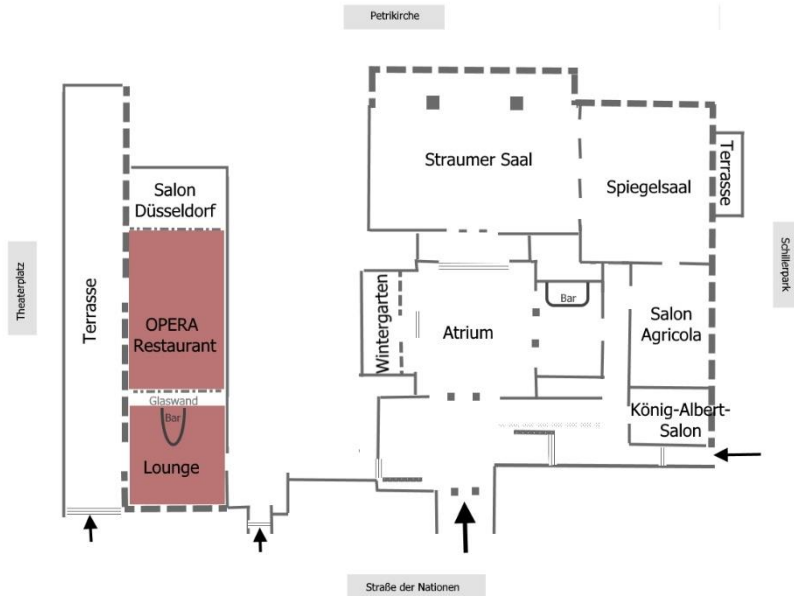 Petrikirche
Straumer Saal
Spiegelsaal
Terrasse
Salon
Düsseldorf
Theaterplatz
Schillerpark
Terrasse
OPERA
Restaurant
Wintergarten
Atrium
Bar
Salon
Agricola
Glaswand
Bar
Lounge
König-Albert-
Salon
Straße der Nationen